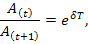 A(t) / A(t+1) = e^{δT},